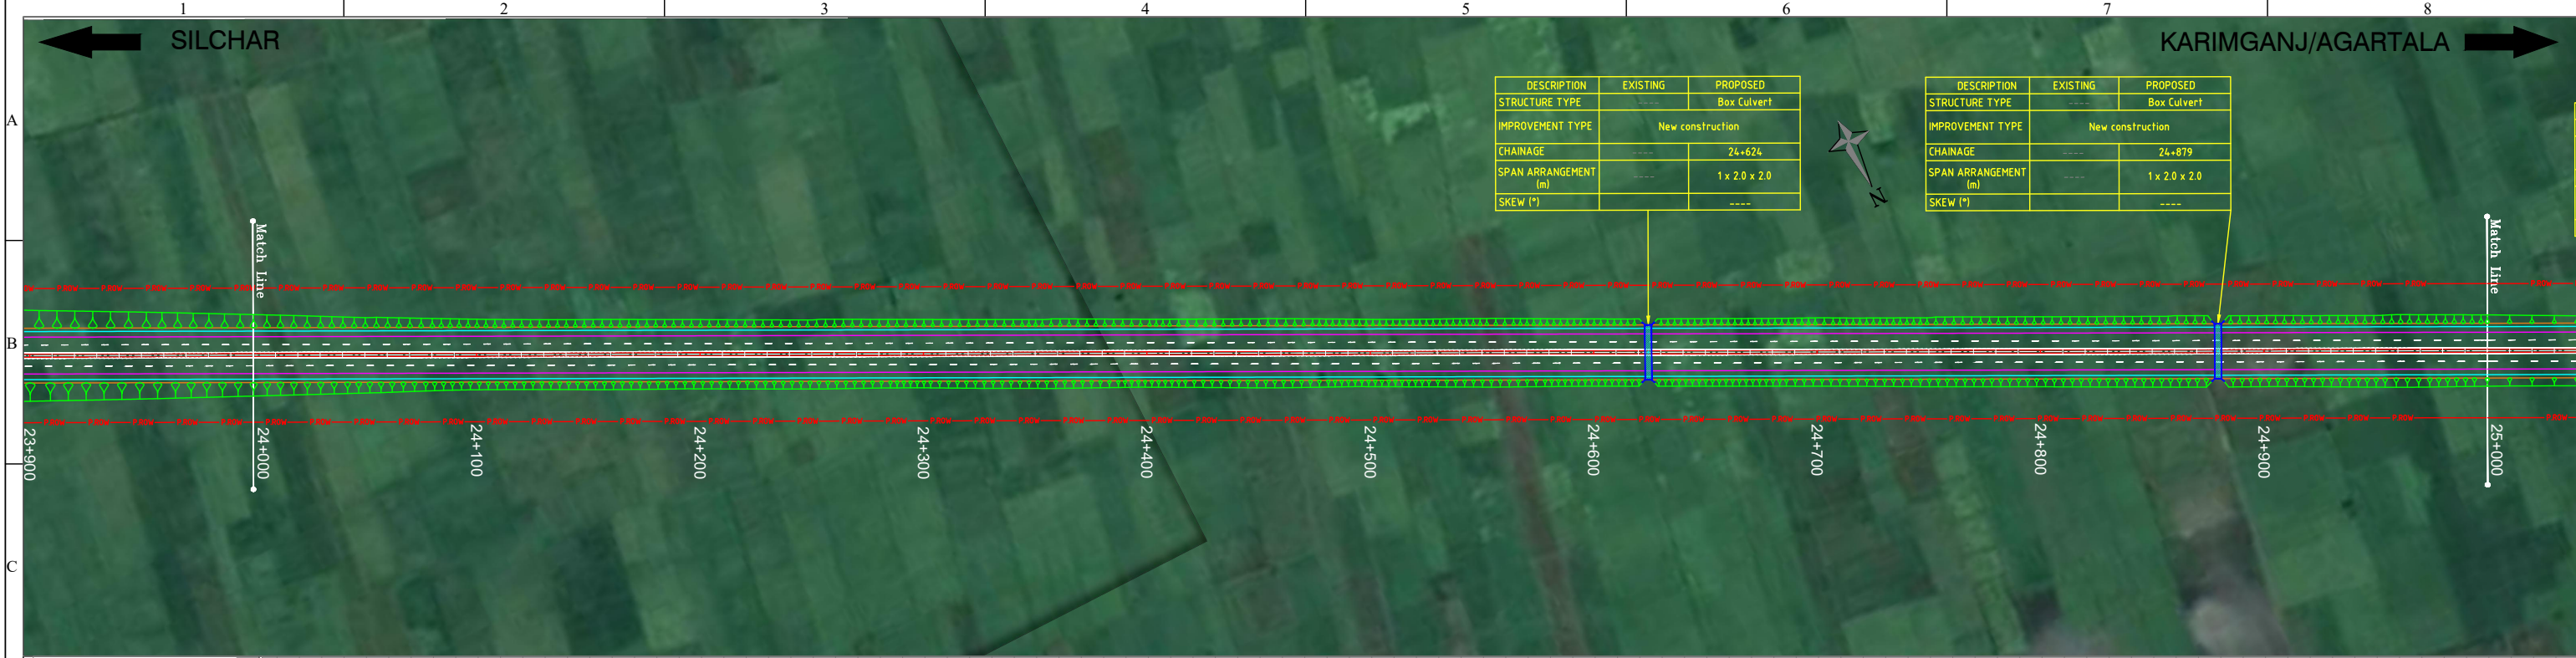 1 2 3 4 5 6 7 8
SILCHAR
KARIMGANJ/AGARTALA
A
DESCRIPTION EXISTING PROPOSED
STRUCTURE TYPE ---- Box Culvert
IMPROVEMENT TYPE New construction
CHAINAGE ---- 24+624
SPAN ARRANGEMENT (m) ---- 1 x 2.0 x 2.0
SKEW (°) ----
N
DESCRIPTION EXISTING PROPOSED
STRUCTURE TYPE ---- Box Culvert
IMPROVEMENT TYPE New construction
CHAINAGE ---- 24+879
SPAN ARRANGEMENT (m) ---- 1 x 2.0 x 2.0
SKEW (°) ----
Match Line
Match Line
B
23+900 24+000 24+100 24+200 24+300 24+400 24+500 24+600 24+700 24+800 24+900 25+000
C